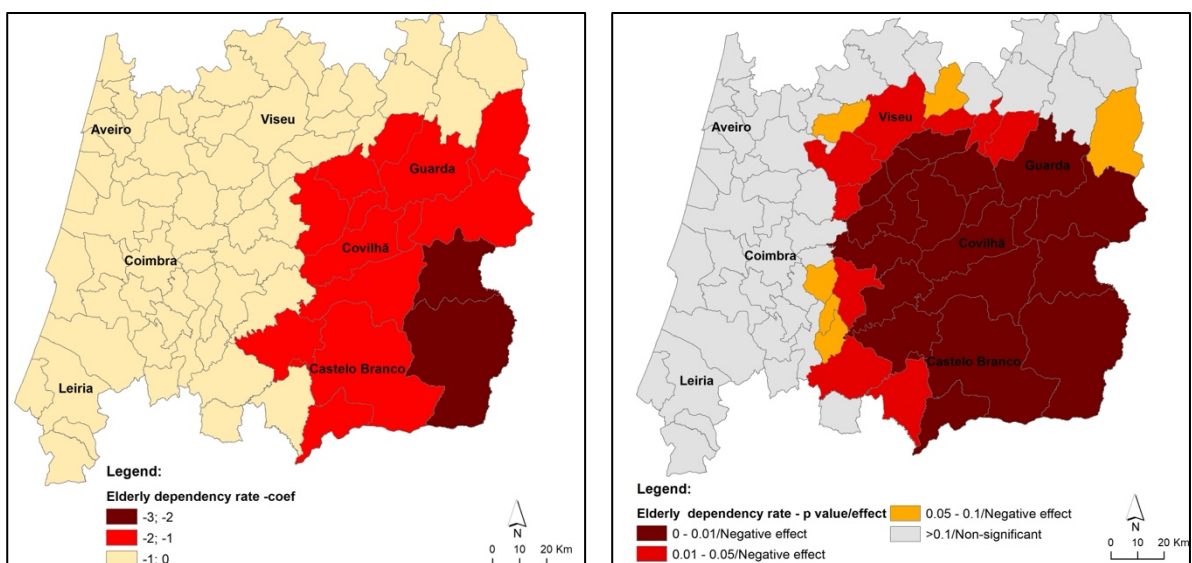 Viseu
Aveiro
Guarda
Covilhã
Coimbra
Castelo Branco
Leiria
Legend:
Elderly dependency rate -coef
-3; -2
-2; -1
-1; 0
N
0 10 20 Km
Viseu
Aveiro
Guarda
Covilhã
Coimbra
Castelo Branco
Leiria
Legend:
Elderly dependency rate - p value/effect
0 - 0.01/Negative effect
0.01 - 0.05/Negative effect
0.05 - 0.1/Negative effect
>0.1/Non-significant
N
0 10 20 Km